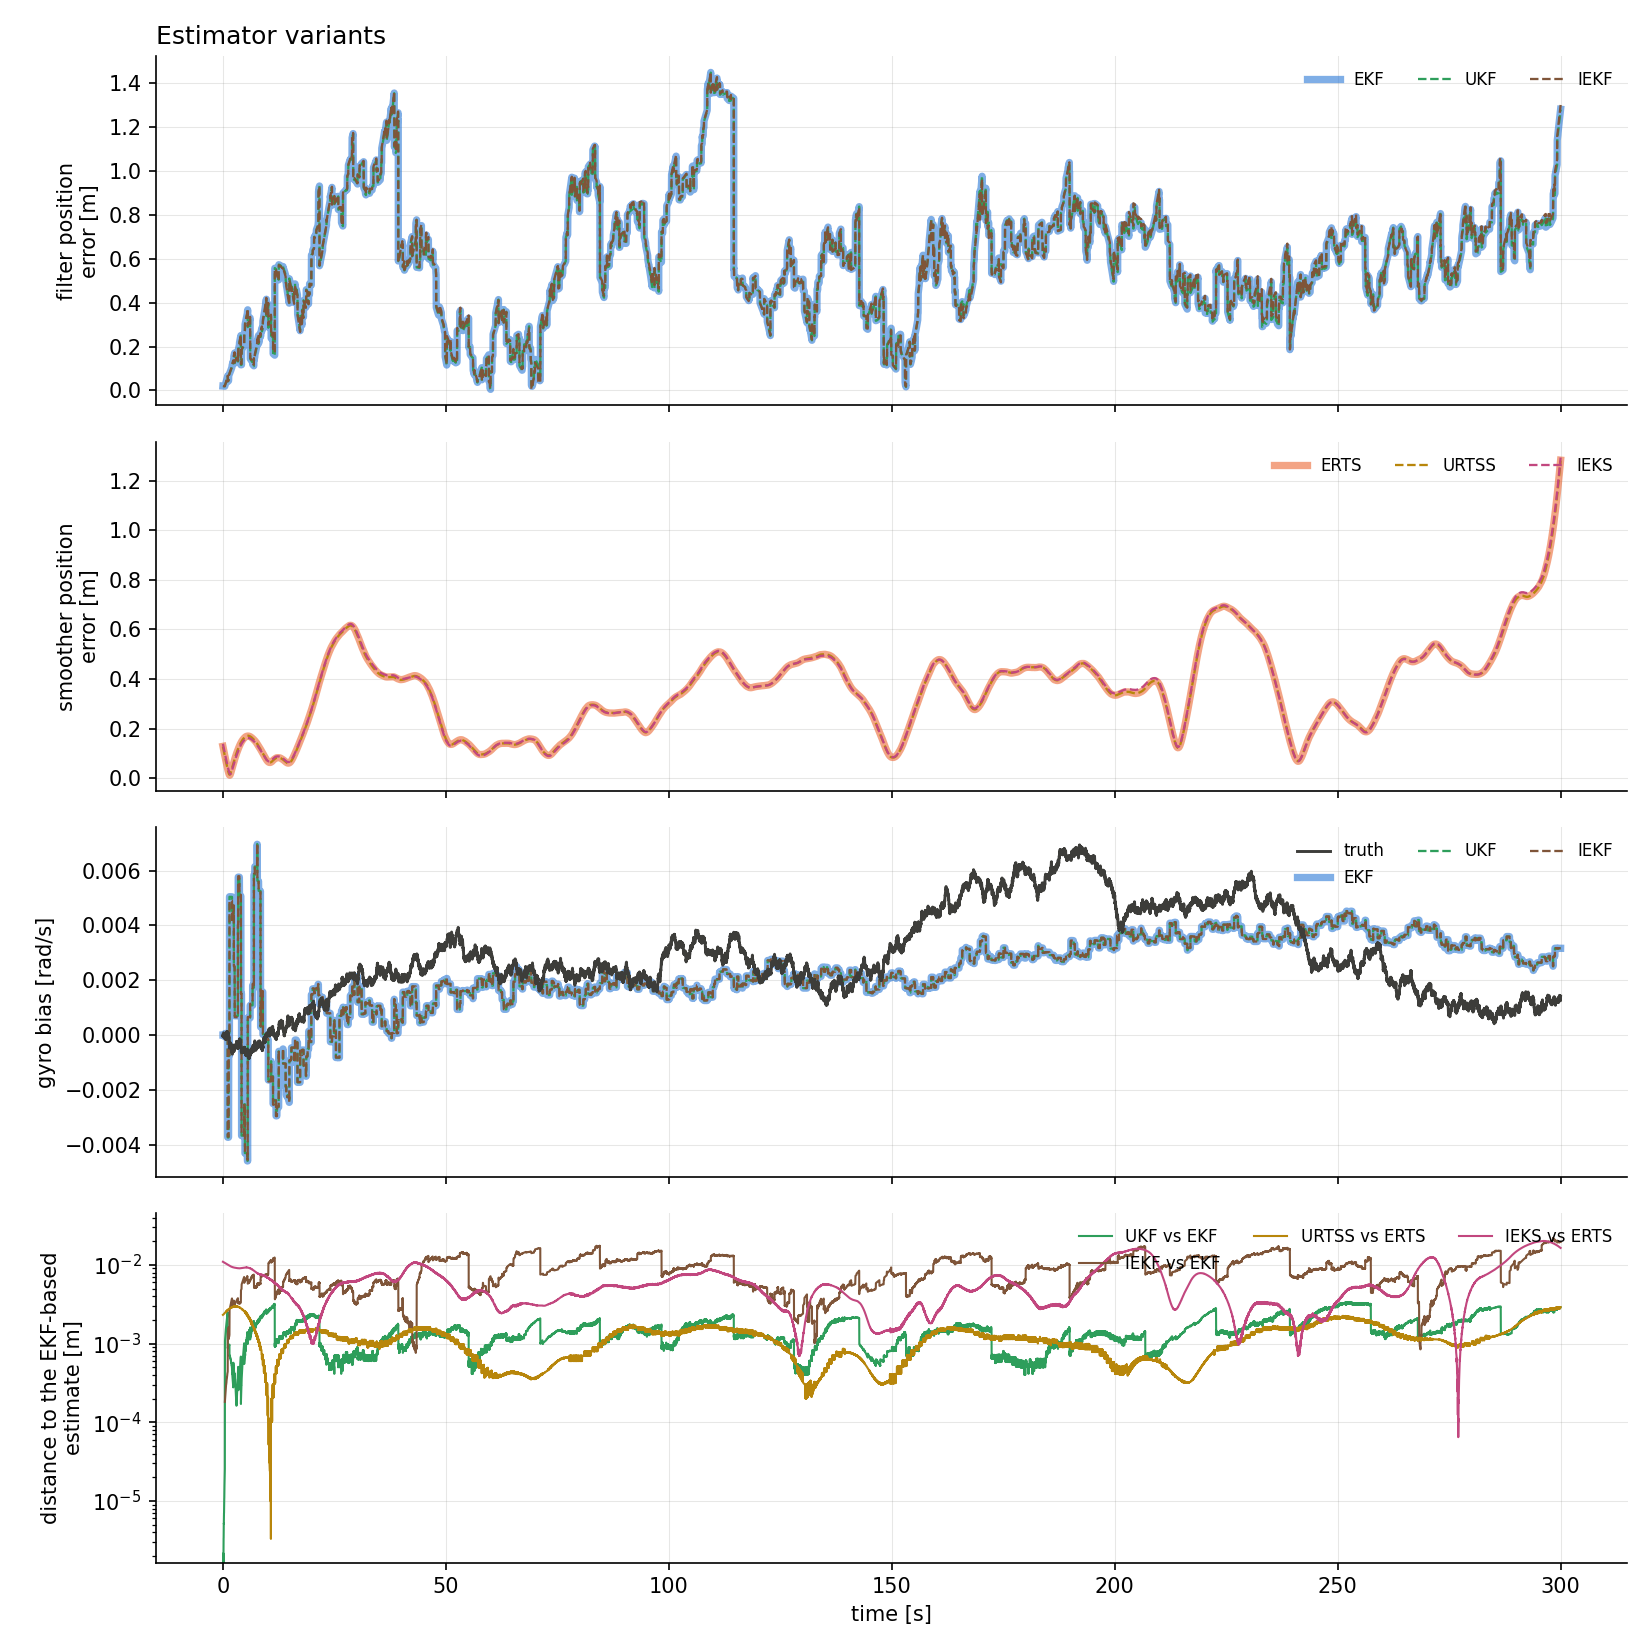 Estimator variants
filter position
error [m]
1.4
1.2
1.0
0.8
0.6
0.4
0.2
0.0
EKF
UKF
IEKF
smoother position
error [m]
1.2
1.0
0.8
0.6
0.4
0.2
0.0
ERTS
URTSS
IEKS
gyro bias [rad/s]
0.006
0.004
0.002
0.000
−0.002
−0.004
truth
EKF
UKF
IEKF
distance to the EKF-based
estimate [m]
10⁻²
10⁻³
10⁻⁴
10⁻⁵
UKF vs EKF
IEKF vs EKF
URTSS vs ERTS
IEKS vs ERTS
0
50
100
150
200
250
300
time [s]